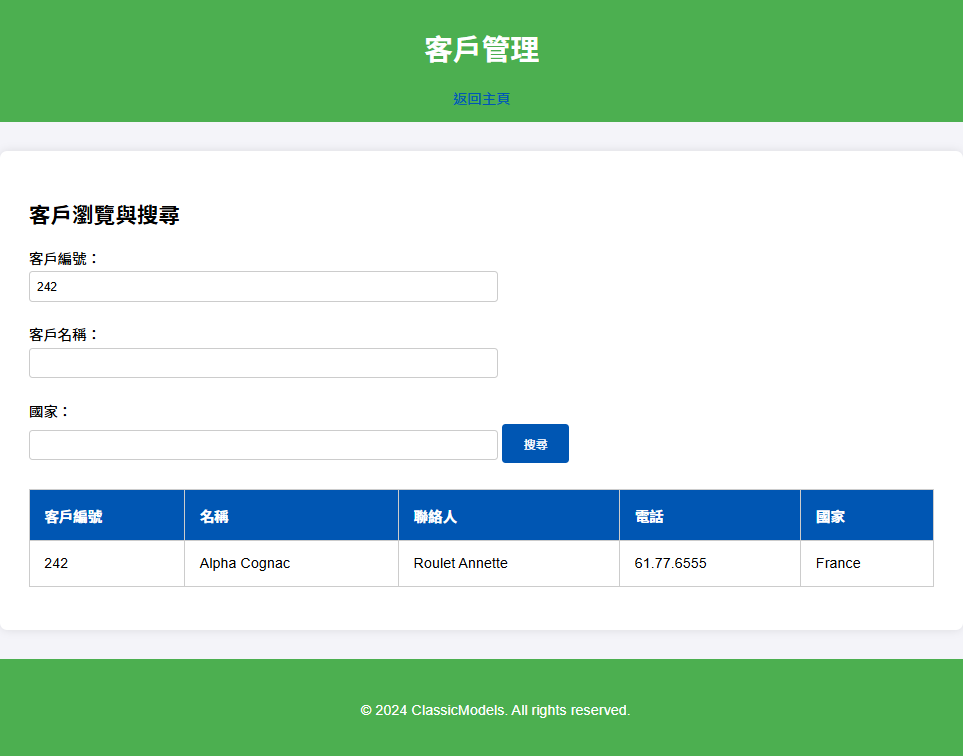 客戶管理
返回主頁
客戶瀏覽與搜尋
客戶編號：
242
客戶名稱：
國家：
搜尋
客戶編號 名稱 聯絡人 電話 國家
242 Alpha Cognac Roulet Annette 61.77.6555 France
© 2024 ClassicModels. All rights reserved.